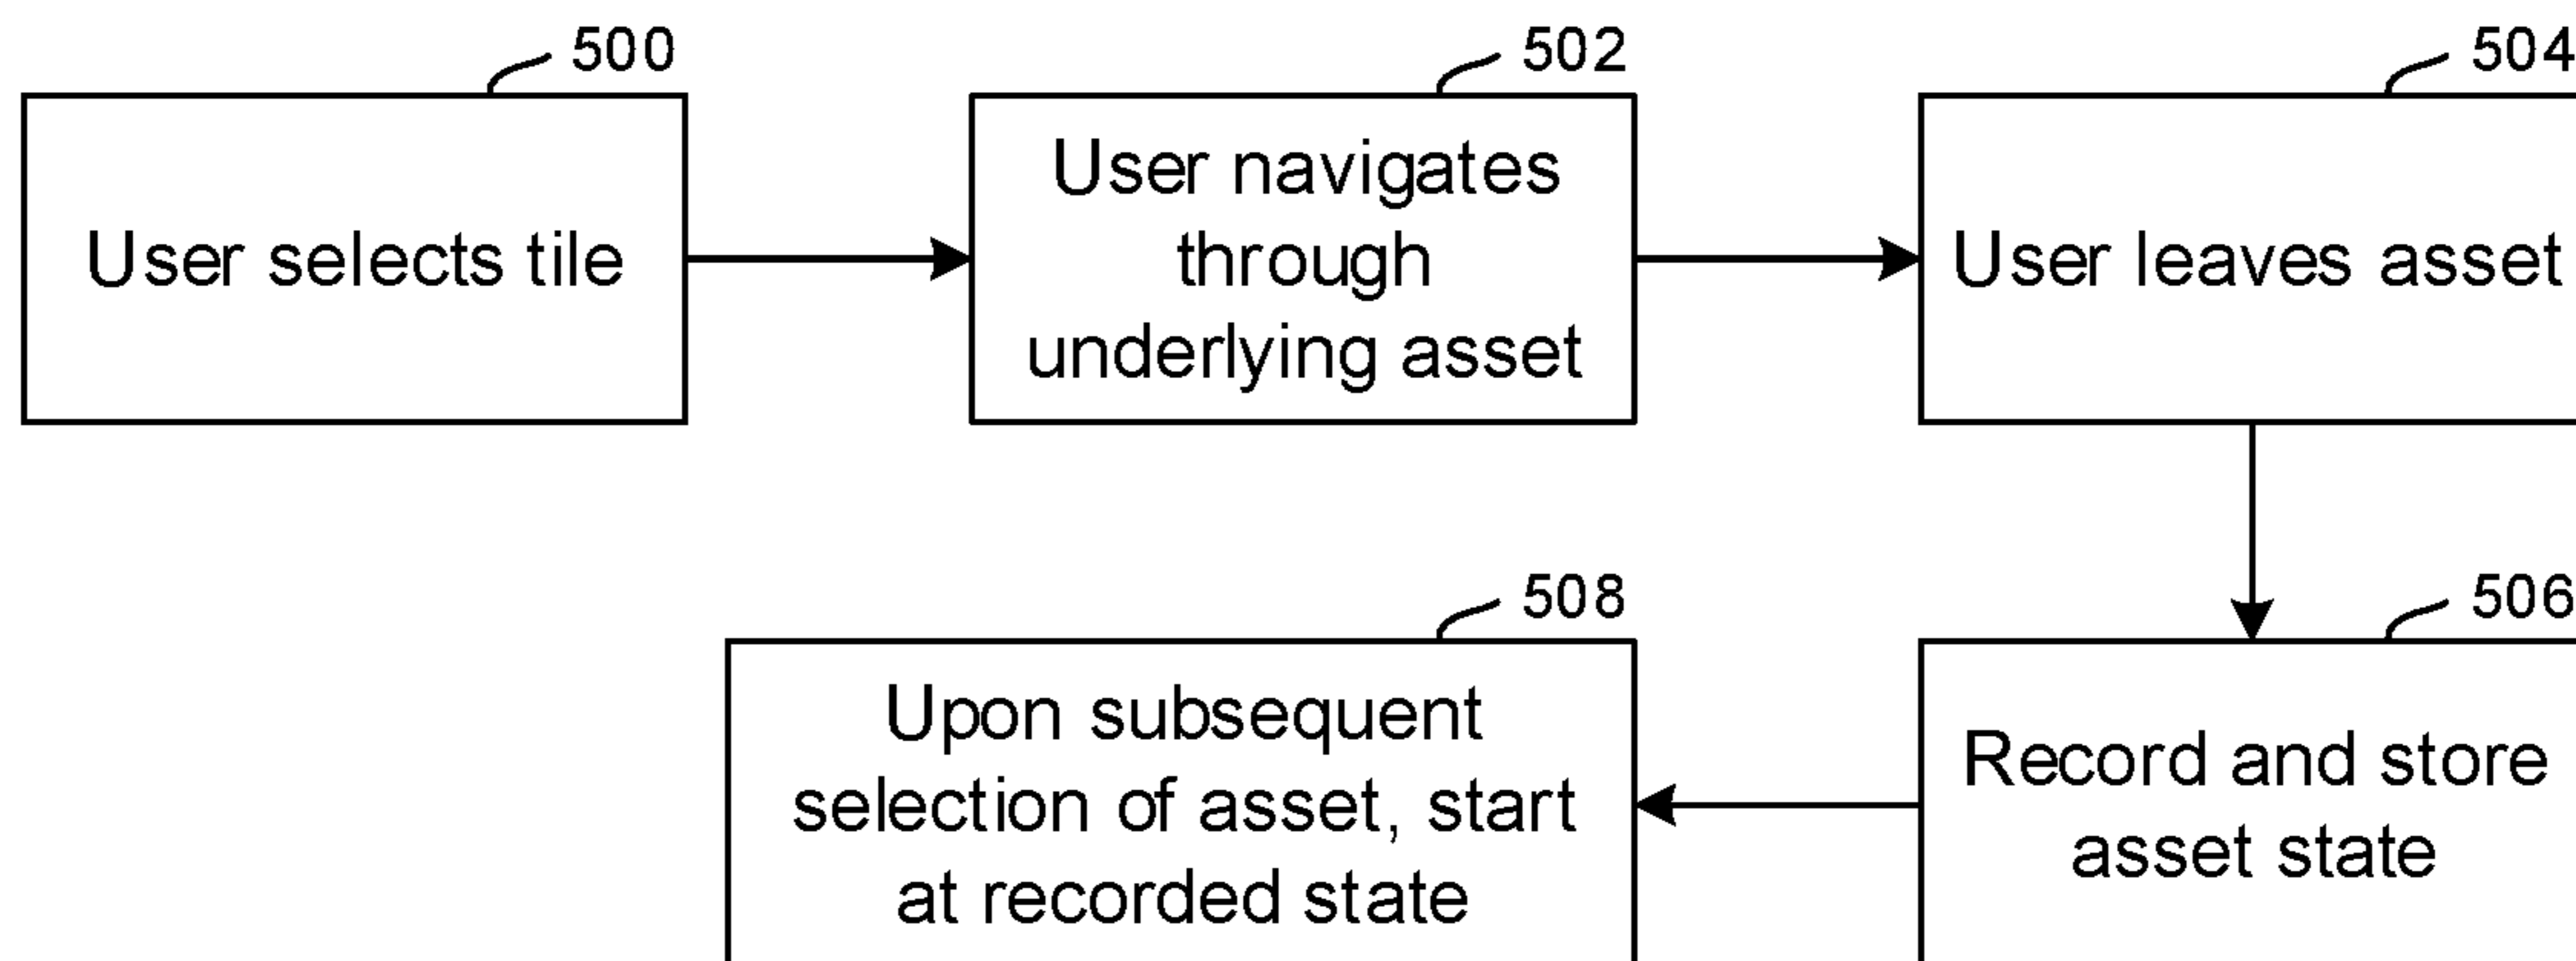 500
User selects tile
502
User navigates
through
underlying asset
504
User leaves asset
506
Record and store
asset state
508
Upon subsequent
selection of asset, start
at recorded state